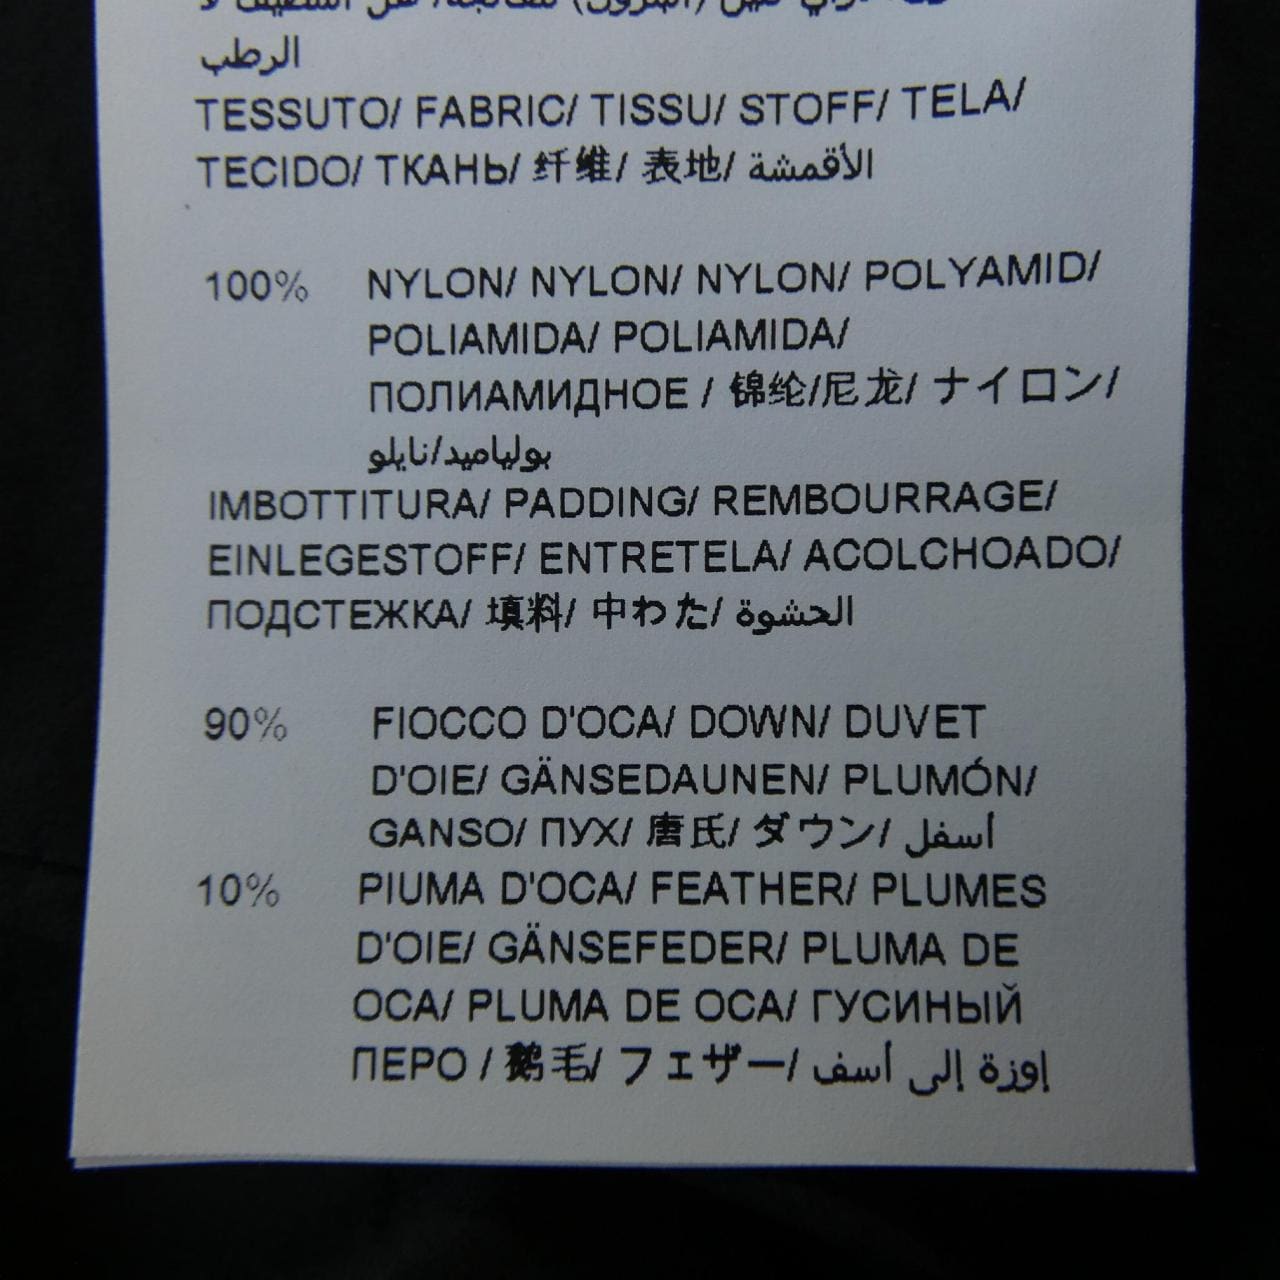 الرطب
TESSUTO/ FABRIC/ TISSU/ STOFF/ TELA/
TECIDO/ ТКАНЬ/ 纤维/ 表地/ الأقمشة
100% NYLON/ NYLON/ NYLON/ POLYAMID/
POLIAMIDA/ POLIAMIDA/
ПОЛИАМИДНОЕ / 锦纶/尼龙/ ナイロン/
بولياميد/نايلو
IMBOTTITURA/ PADDING/ REMBOURRAGE/
EINLEGESTOFF/ ENTRETELA/ ACOLCHOADO/
ПОДСТЕЖКА/ 填料/ 中わた/ الحشوة
90% FIOCCO D'OCA/ DOWN/ DUVET
D'OIE/ GÄNSEDAUNEN/ PLUMÓN/
GANSO/ ПУХ/ 唐氏/ ダウン/ أسفل
10% PIUMA D'OCA/ FEATHER/ PLUMES
D'OIE/ GÄNSEFEDER/ PLUMA DE
OCA/ PLUMA DE OCA/ ГУСИНЫЙ
ПЕРО / 鹅毛/ フェザー/ إوزة إلى أسف